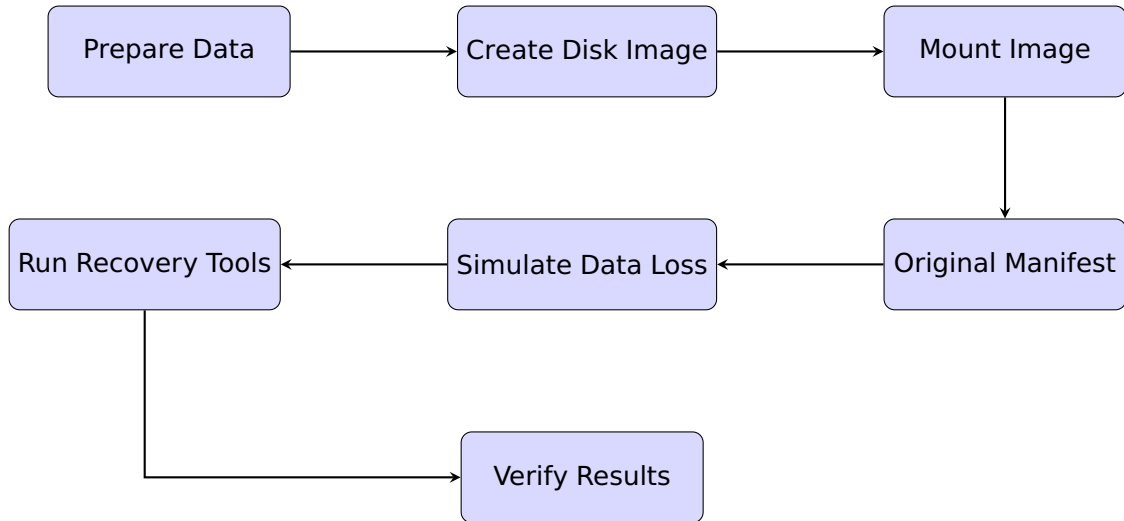 Prepare Data
Create Disk Image
Mount Image
Original Manifest
Simulate Data Loss
Run Recovery Tools
Verify Results